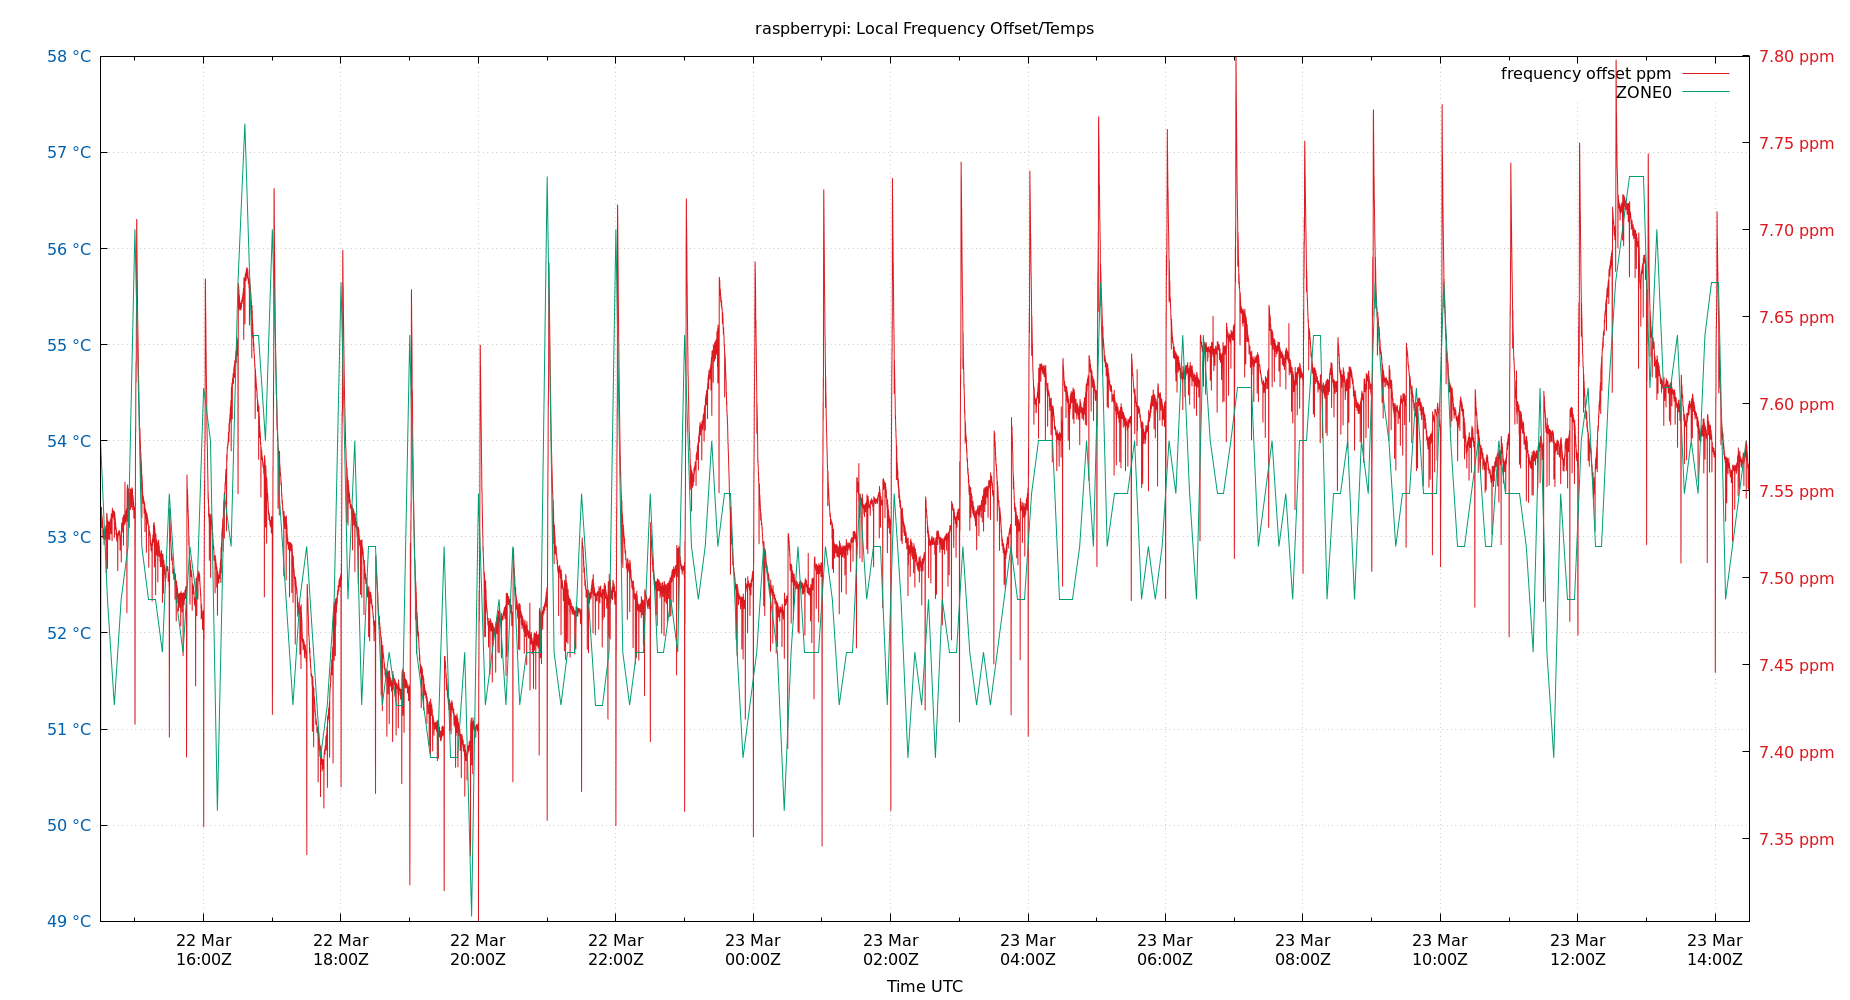 raspberrypi: Local Frequency Offset/Temps
58 °C
57 °C
56 °C
55 °C
54 °C
53 °C
52 °C
51 °C
50 °C
49 °C
7.80 ppm
7.75 ppm
7.70 ppm
7.65 ppm
7.60 ppm
7.55 ppm
7.50 ppm
7.45 ppm
7.40 ppm
7.35 ppm
frequency offset ppm
ZONE0
22 Mar
16:00Z
22 Mar
18:00Z
22 Mar
20:00Z
22 Mar
22:00Z
23 Mar
00:00Z
23 Mar
02:00Z
23 Mar
04:00Z
23 Mar
06:00Z
23 Mar
08:00Z
23 Mar
10:00Z
23 Mar
12:00Z
23 Mar
14:00Z
Time UTC